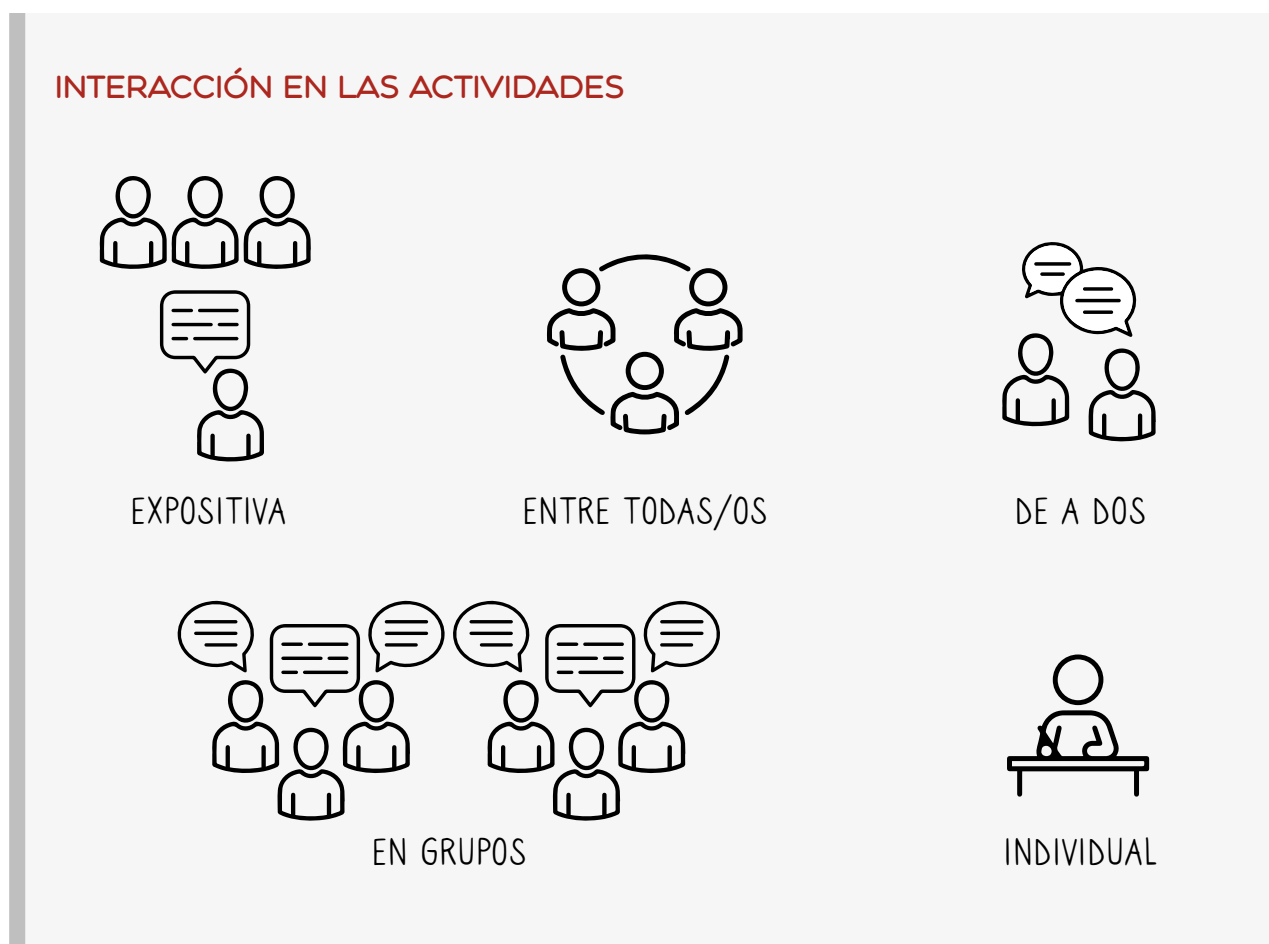 INTERACCIÓN EN LAS ACTIVIDADES
EXPOSITIVA
ENTRE TODAS/OS
DE A DOS
EN GRUPOS
INDIVIDUAL